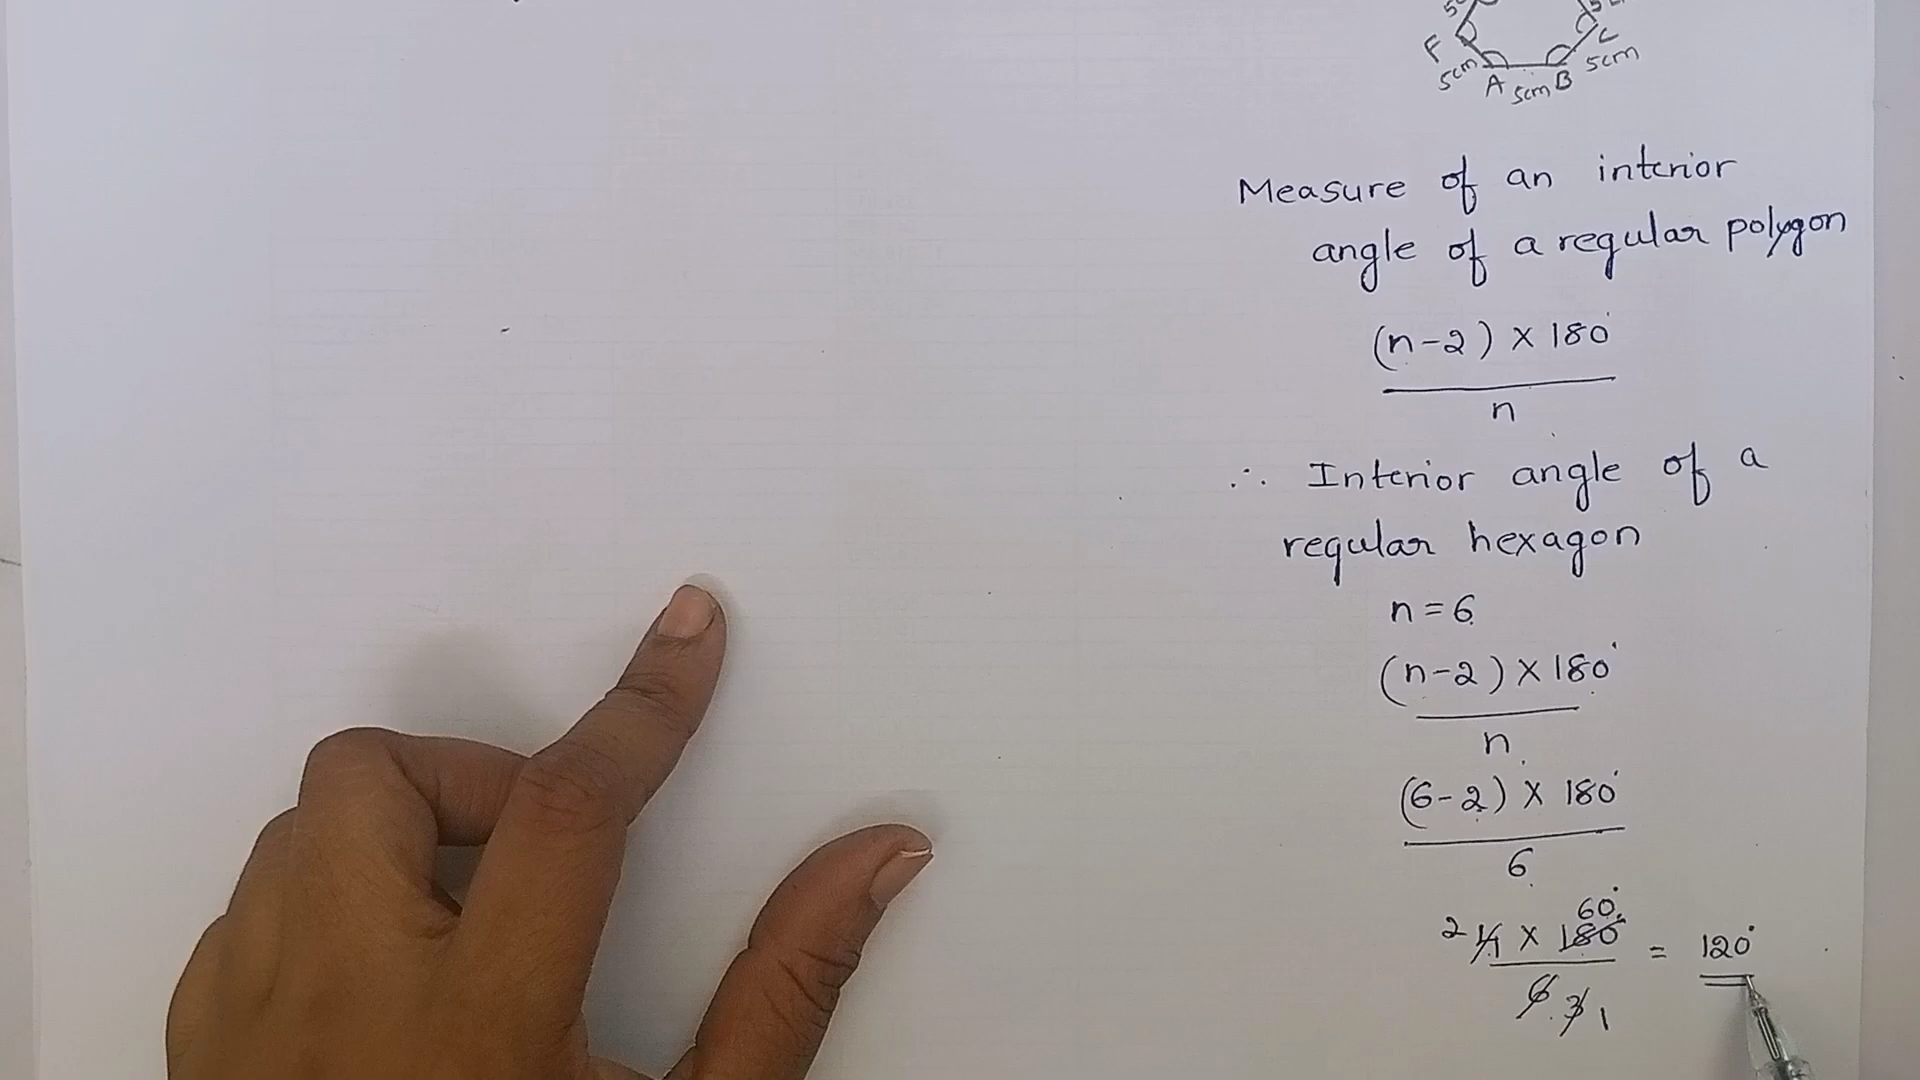 F
C
5cm
5cm
A
5cm
B
Measure of an interior
angle of a regular polygon
(n-2) × 180°
n
∴ Interior angle of a
regular hexagon
n = 6
(n-2) × 180°
n
(6-2) × 180°
6
60°
2 4 × 180 = 120°
6 3 1